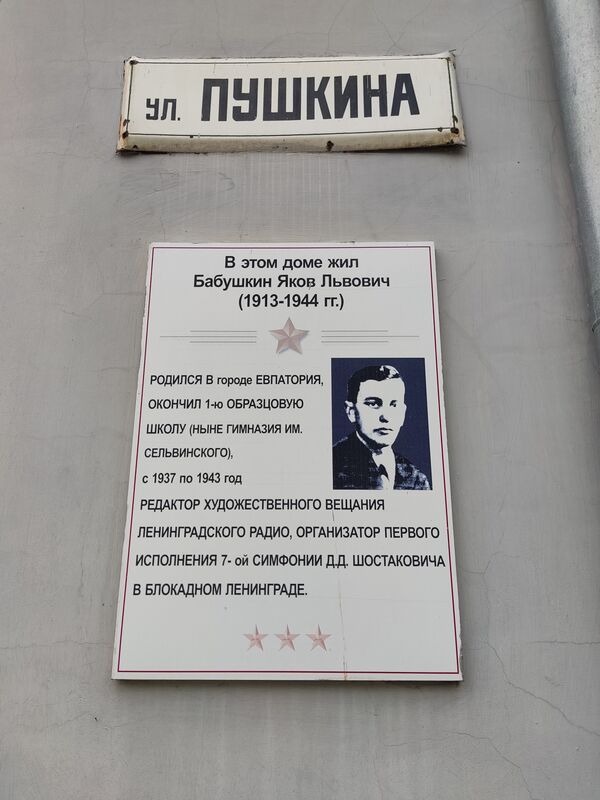 ул. ПУШКИНА
В этом доме жил
Бабушкин Яков Львович
(1913-1944 гг.)
РОДИЛСЯ В городе ЕВПАТОРИЯ,
ОКОНЧИЛ 1-ю ОБРАЗЦОВУЮ
ШКОЛУ (НЫНЕ ГИМНАЗИЯ ИМ.
СЕЛЬВИНСКОГО),
с 1937 по 1943 год
РЕДАКТОР ХУДОЖЕСТВЕННОГО ВЕЩАНИЯ
ЛЕНИНГРАДСКОГО РАДИО, ОРГАНИЗАТОР ПЕРВОГО
ИСПОЛНЕНИЯ 7- ой СИМФОНИИ Д.Д. ШОСТАКОВИЧА
В БЛОКАДНОМ ЛЕНИНГРАДЕ.